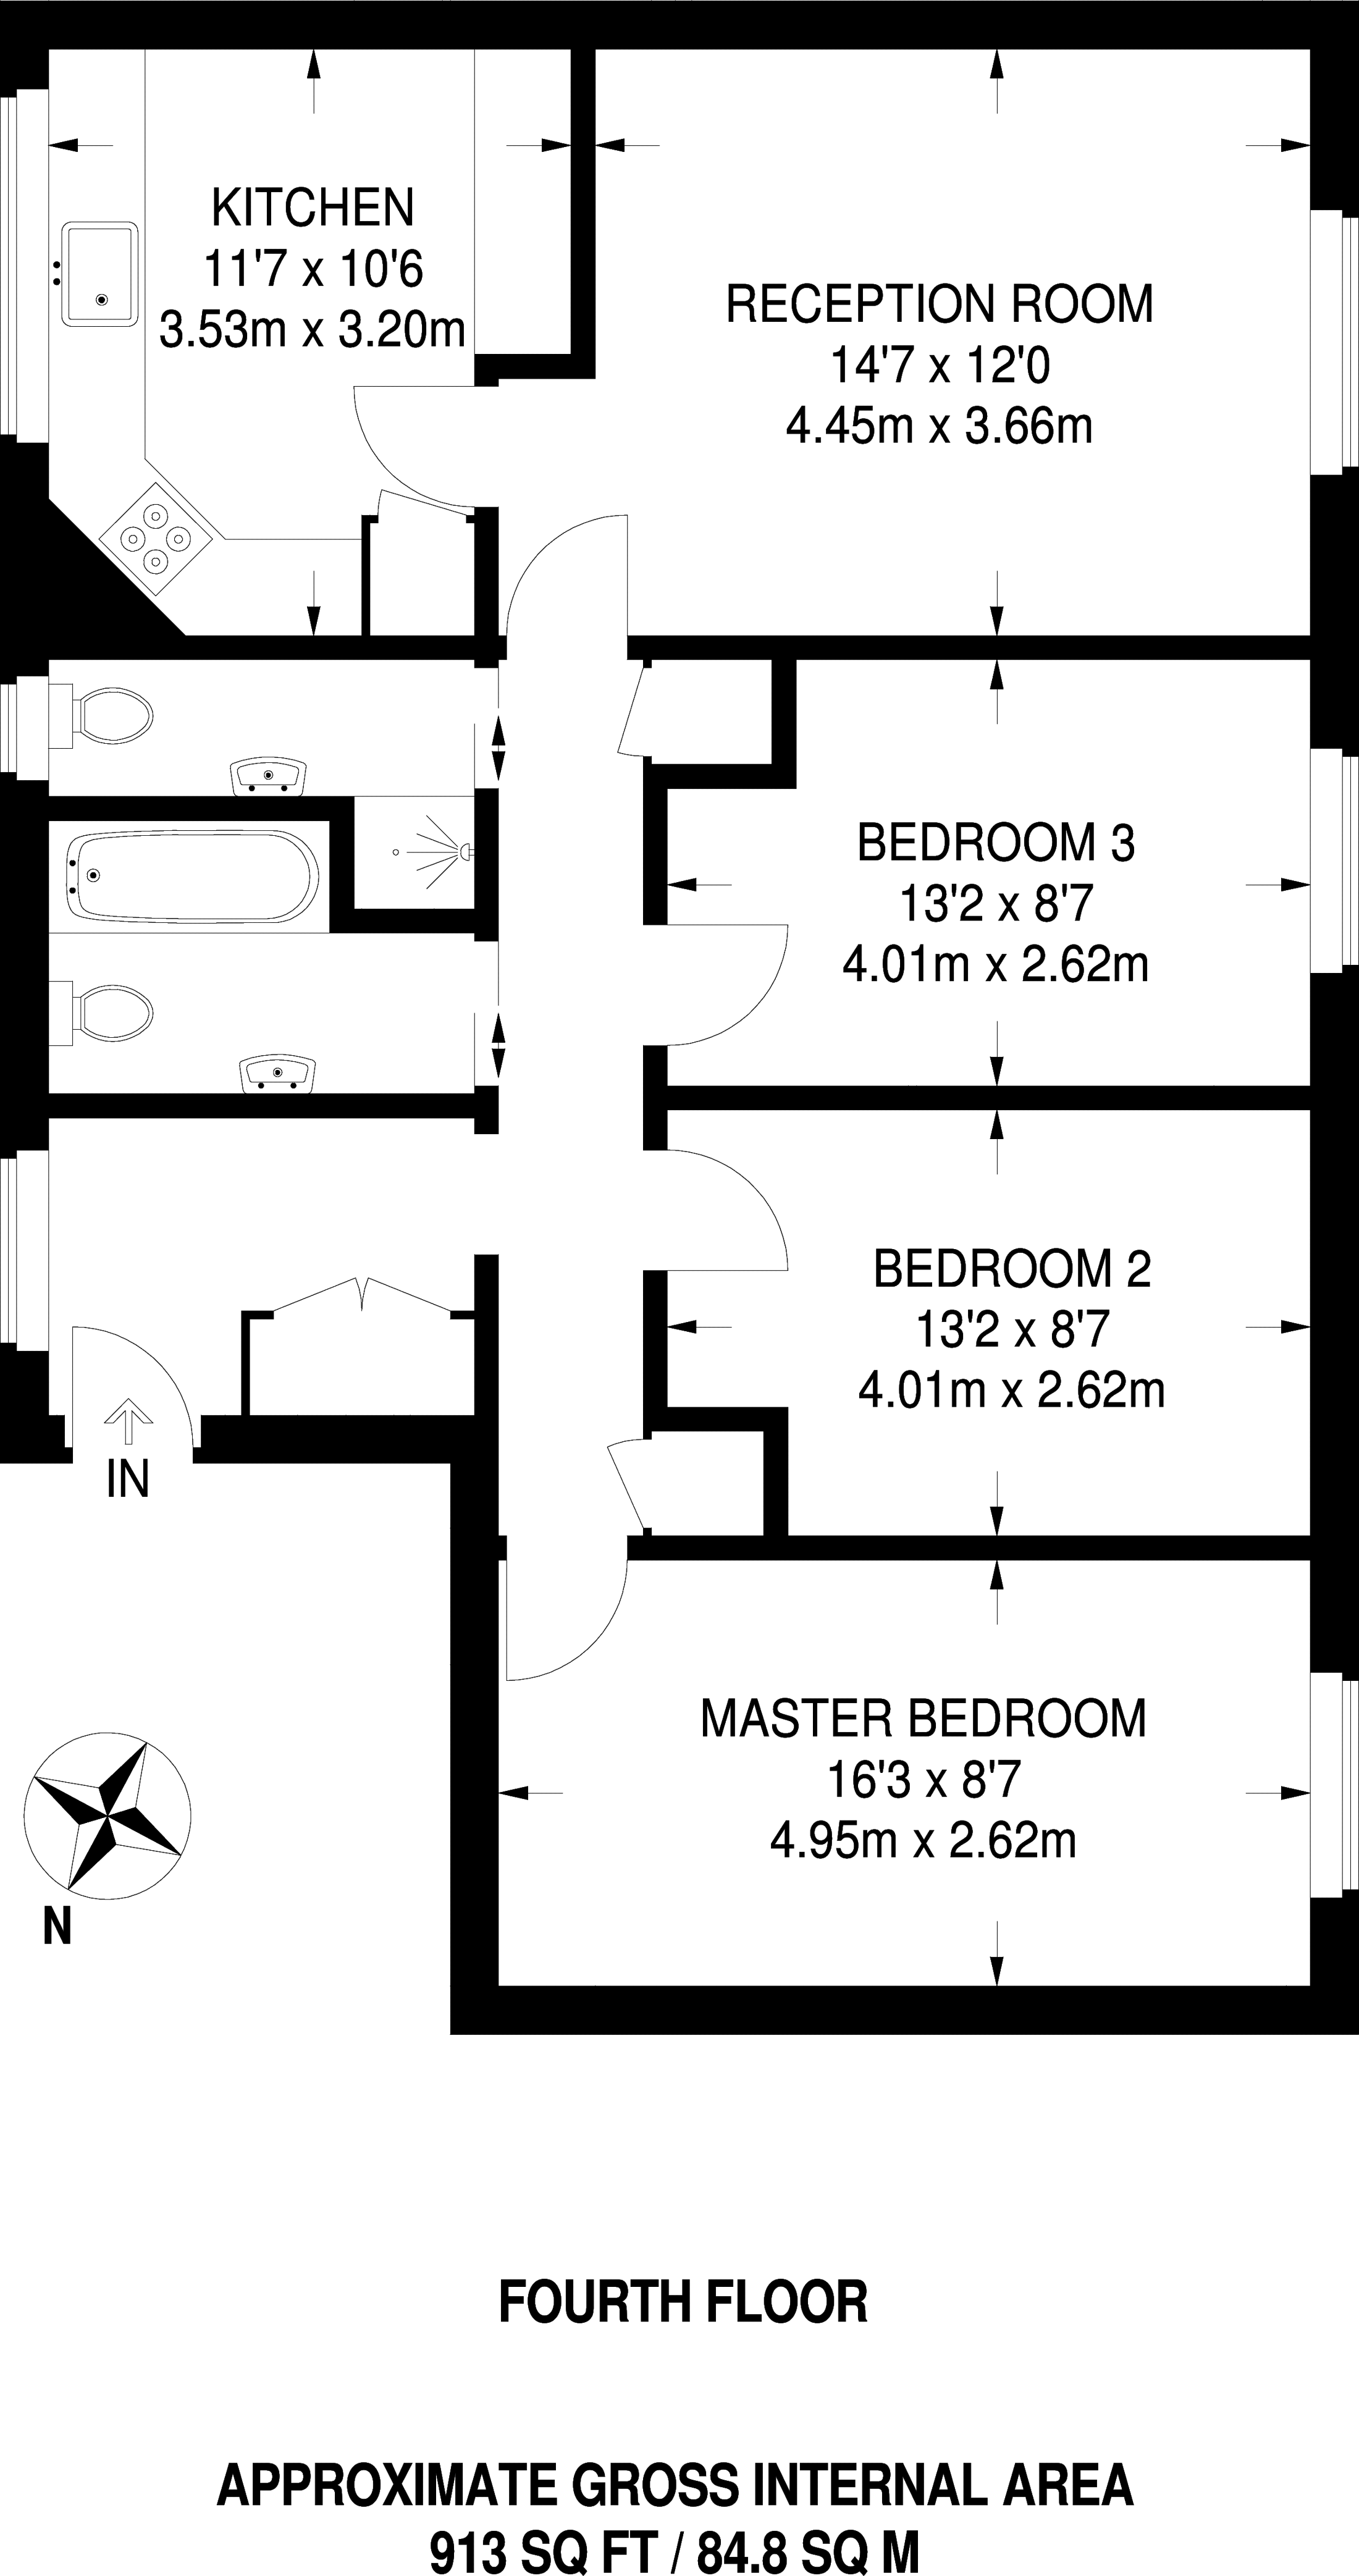 KITCHEN
11'7 x 10'6
3.53m x 3.20m
RECEPTION ROOM
14'7 x 12'0
4.45m x 3.66m
BEDROOM 3
13'2 x 8'7
4.01m x 2.62m
BEDROOM 2
13'2 x 8'7
4.01m x 2.62m
IN
MASTER BEDROOM
16'3 x 8'7
4.95m x 2.62m
N
FOURTH FLOOR
APPROXIMATE GROSS INTERNAL AREA
913 SQ FT / 84.8 SQ M